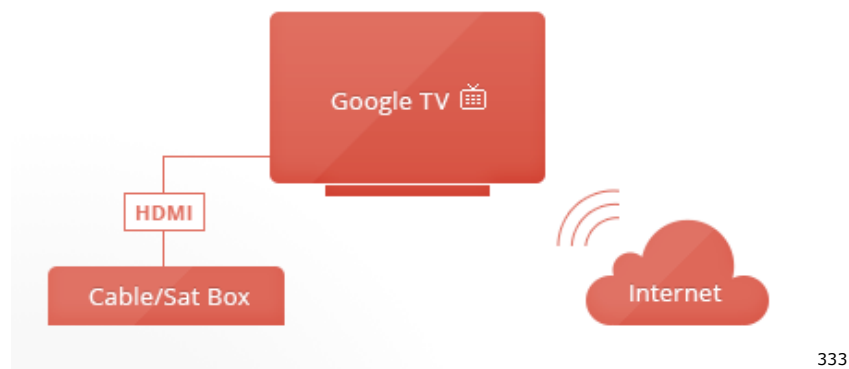 Google TV
HDMI
Cable/Sat Box
Internet
333